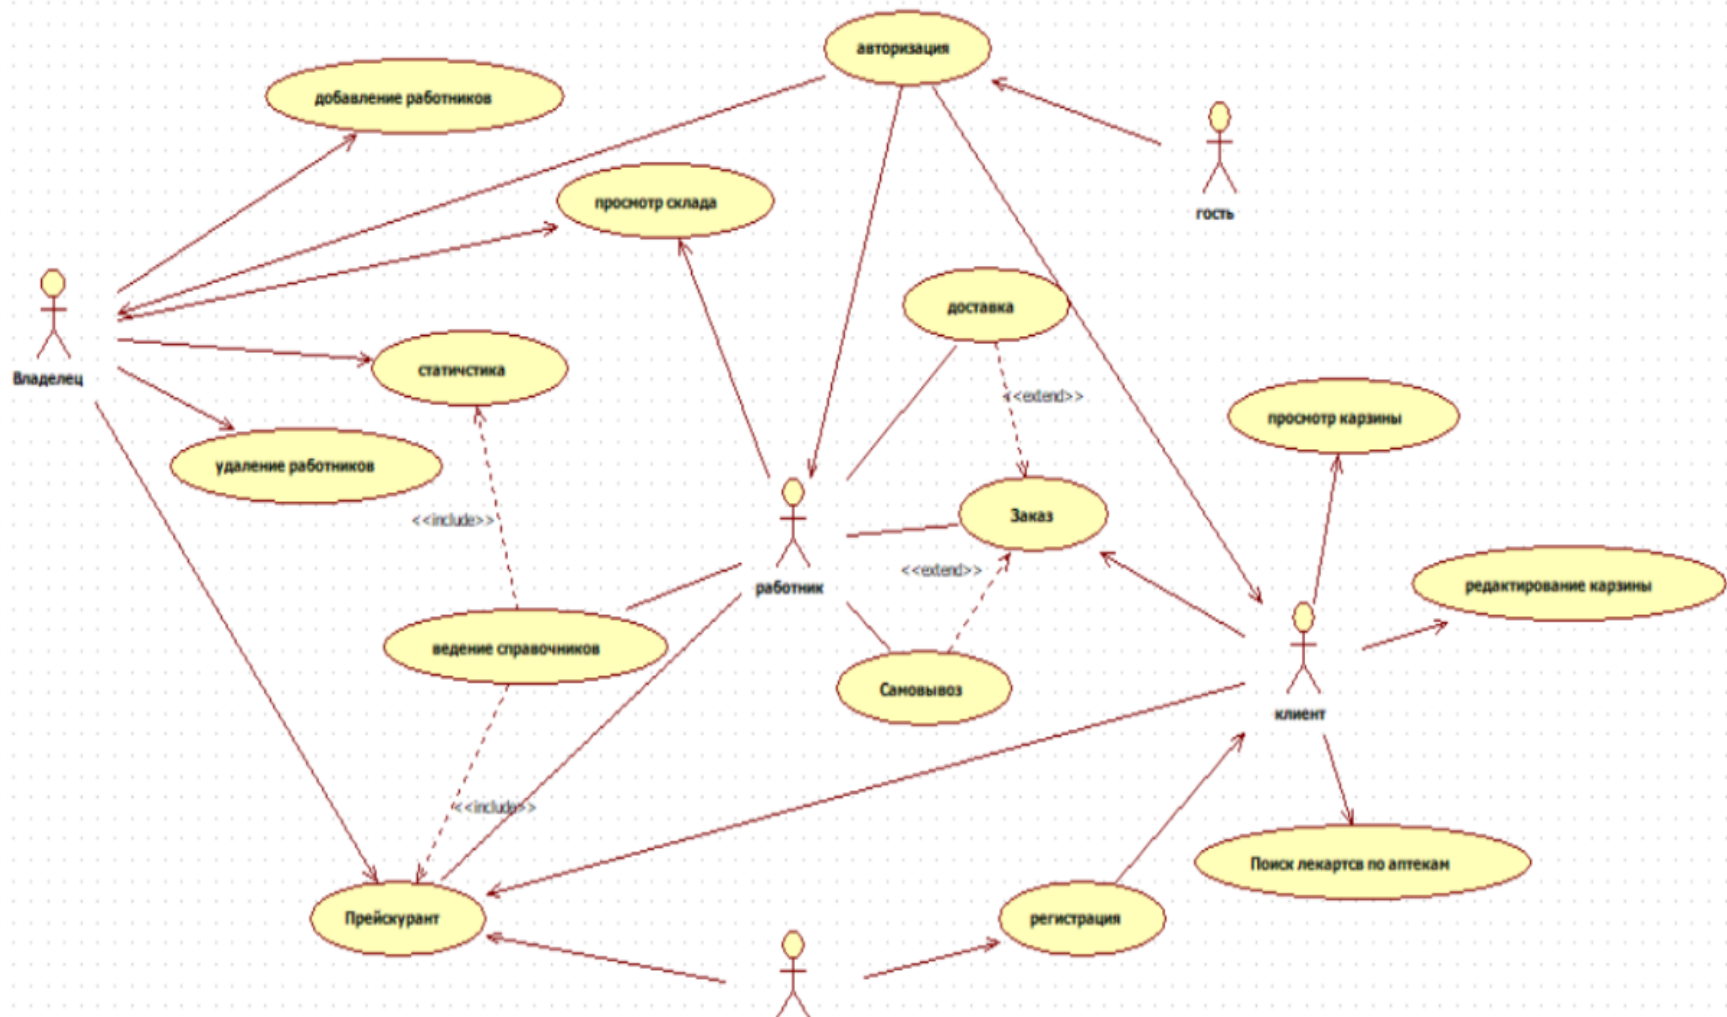 авторизация
добавление работников
просмотр склада
гость
доставка
статичстика
Владелец
<<extend>>
просмотр карзины
удаление работников
<<include>>
Заказ
<<extend>>
работник
редактирование карзины
ведение справочников
Самовывоз
клиент
<<include>>
Поиск лекартсв по аптекам
Прейскурант
регистрация